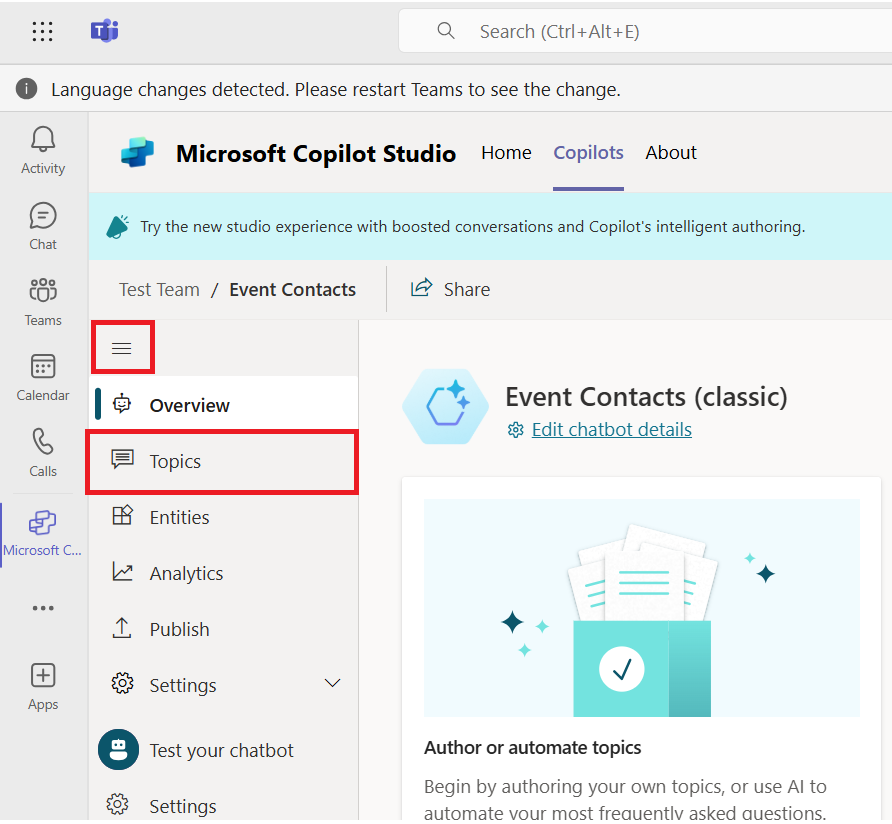 Search (Ctrl+Alt+E)
Language changes detected. Please restart Teams to see the change.
Activity
Chat
Teams
Calendar
Calls
Microsoft C...
Apps
Microsoft Copilot Studio Home Copilots About
Try the new studio experience with boosted conversations and Copilot's intelligent authoring.
Test Team / Event Contacts Share
Overview
Topics
Entities
Analytics
Publish
Settings
Test your chatbot
Settings
Event Contacts (classic)
Edit chatbot details
Author or automate topics
Begin by authoring your own topics, or use AI to
automate your most frequently asked questions.